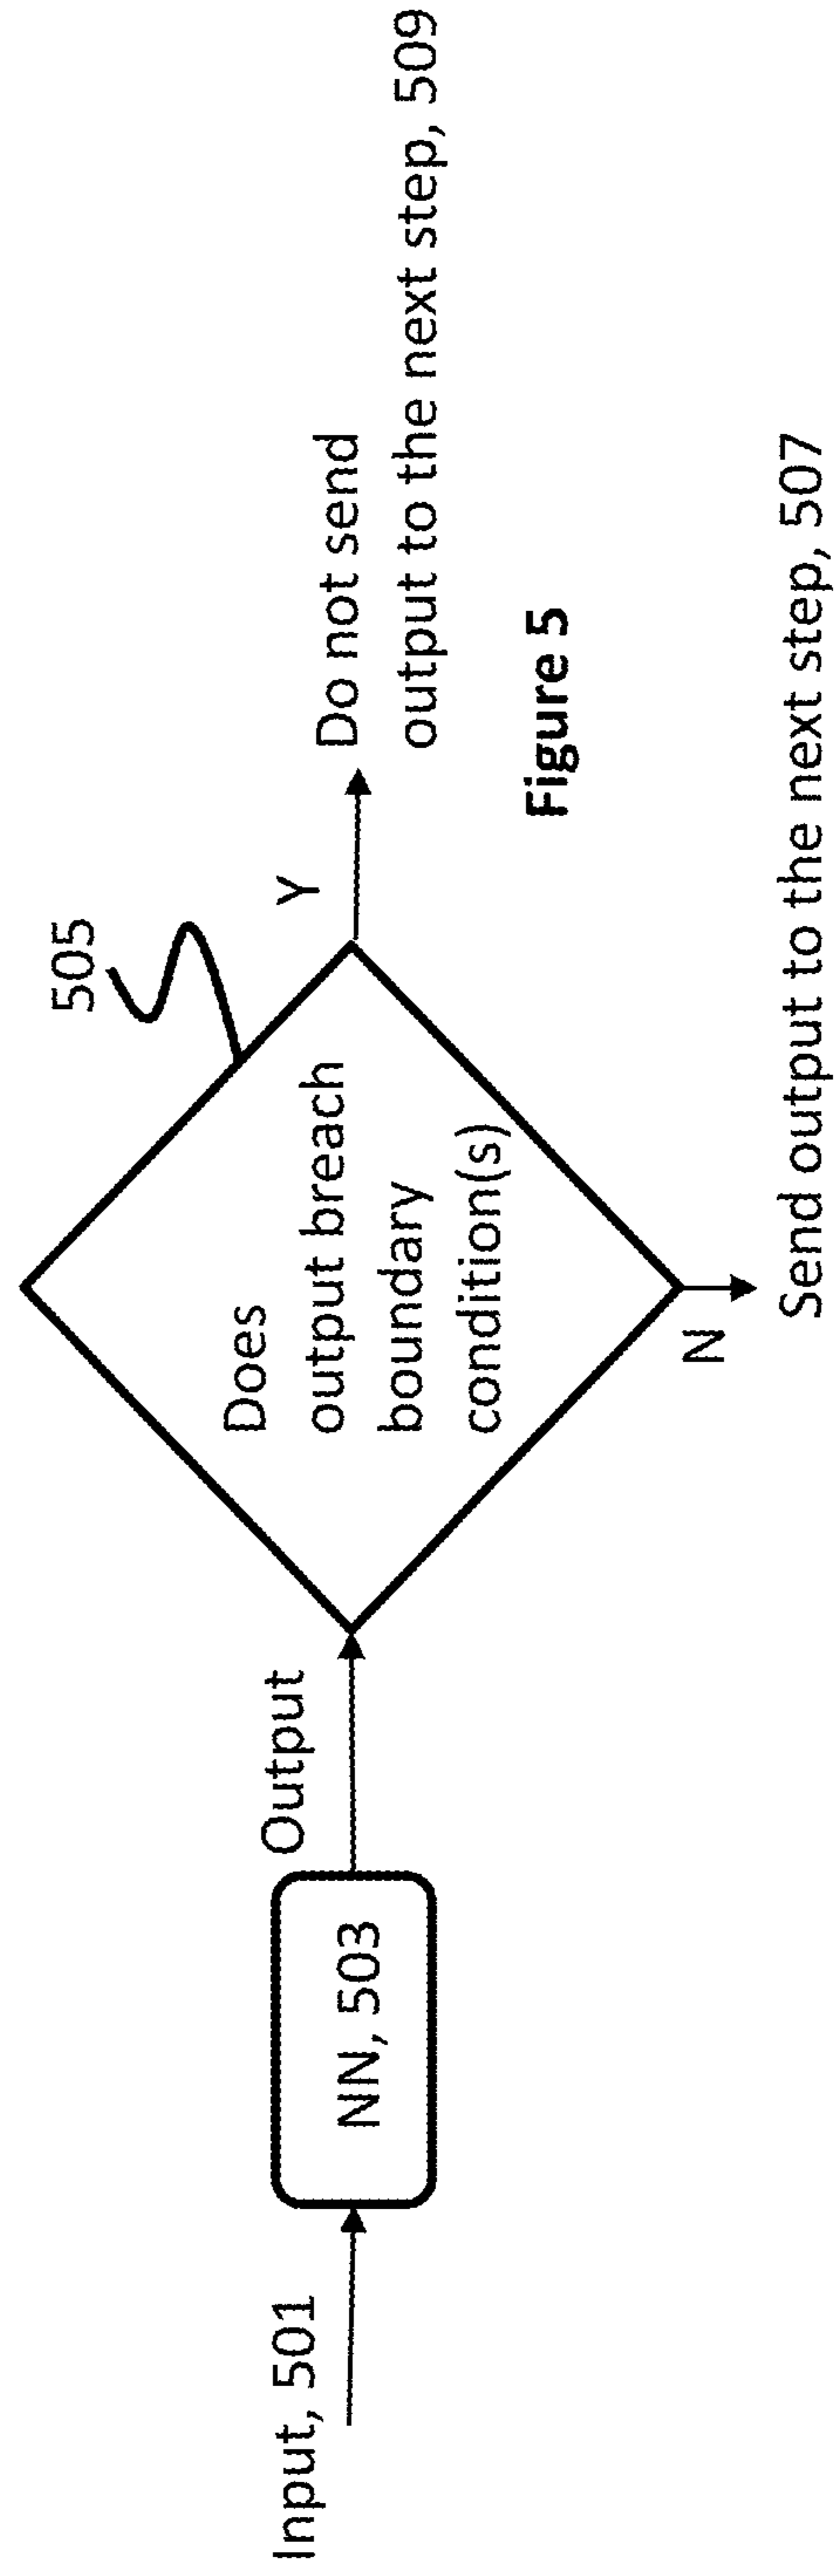 Input, 501
NN, 503
Output
505
Does
output breach
boundary
condition(s)
Y
Do not send
output to the next step, 509
N
Send output to the next step, 507
Figure 5